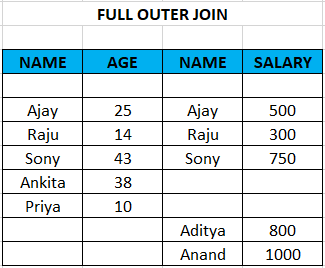 FULL OUTER JOIN
NAME AGE NAME SALARY
Ajay 25 Ajay 500
Raju 14 Raju 300
Sony 43 Sony 750
Ankita 38
Priya 10
Aditya 800
Anand 1000